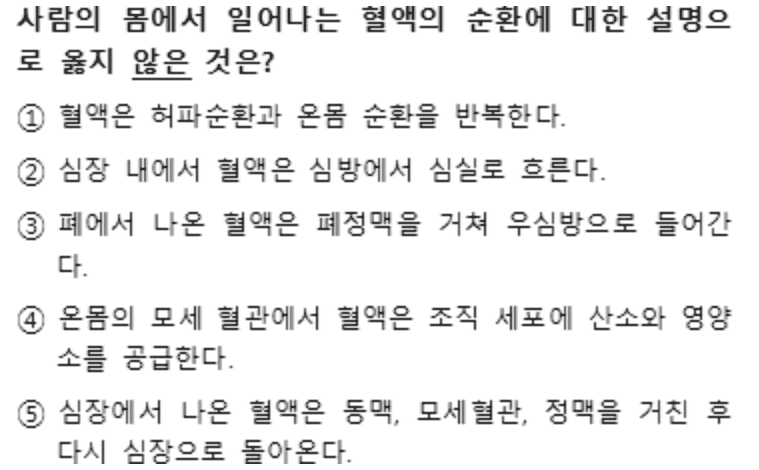 사람의 몸에서 일어나는 혈액의 순환에 대한 설명으
로 옳지 않은 것은?
① 혈액은 허파순환과 온몸 순환을 반복한다.
② 심장 내에서 혈액은 심방에서 심실로 흐른다.
③ 폐에서 나온 혈액은 폐정맥을 거쳐 우심방으로 들어간
다.
④ 온몸의 모세 혈관에서 혈액은 조직 세포에 산소와 영양
소를 공급한다.
⑤ 심장에서 나온 혈액은 동맥, 모세혈관, 정맥을 거친 후
다시 심장으로 돌아온다.